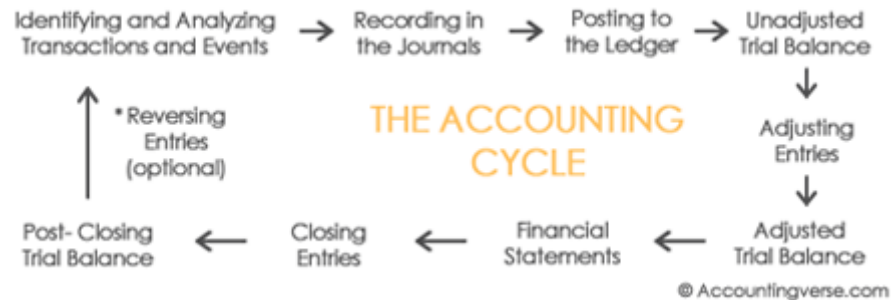 Identifying and Analyzing
Transactions and Events
Recording in
the Journals
Posting to
the Ledger
Unadjusted
Trial Balance
* Reversing
Entries
(optional)
THE ACCOUNTING
CYCLE
Adjusting
Entries
Post- Closing
Trial Balance
Closing
Entries
Financial
Statements
Adjusted
Trial Balance
© Accountingverse.com